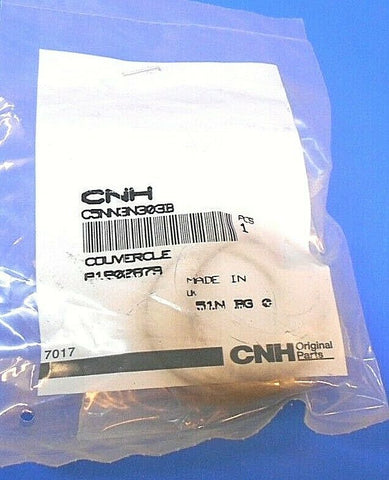 CNH
C5NN3N303B
PCS
1
COUVERCLE
MADE IN
UK
7017
CNH Original
Parts